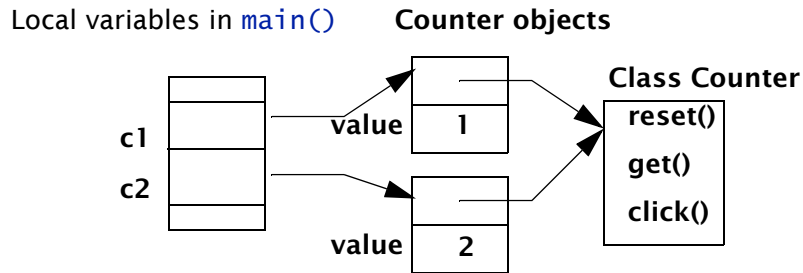 Local variables in main()
Counter objects
Class Counter
c1
c2
value
1
value
2
reset()
get()
click()